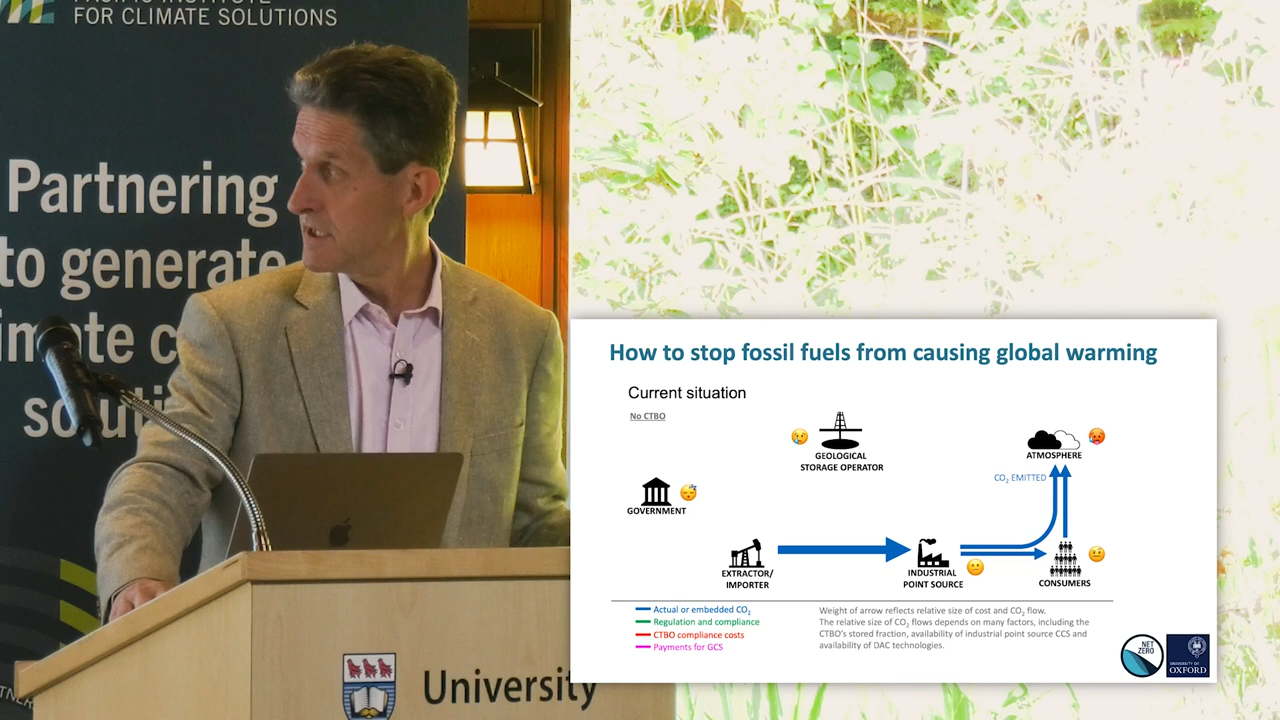 PACIFIC INSTITUTE
FOR CLIMATE SOLUTIONS
Partnering
to generate
solut
University
How to stop fossil fuels from causing global warming
Current situation
No CTBO
GEOLOGICAL
STORAGE OPERATOR
ATMOSPHERE
CO₂ EMITTED
GOVERNMENT
EXTRACTOR/
IMPORTER
INDUSTRIAL
POINT SOURCE
CONSUMERS
Actual or embedded CO₂
Regulation and compliance
CTBO compliance costs
Payments for GCS
Weight of arrow reflects relative size of cost and CO₂ flow.
The relative size of CO₂ flows depends on many factors, including the
CTBO's stored fraction, availability of industrial point source CCS and
availability of DAC technologies.
NET
ZERO
UNIVERSITY OF
OXFORD